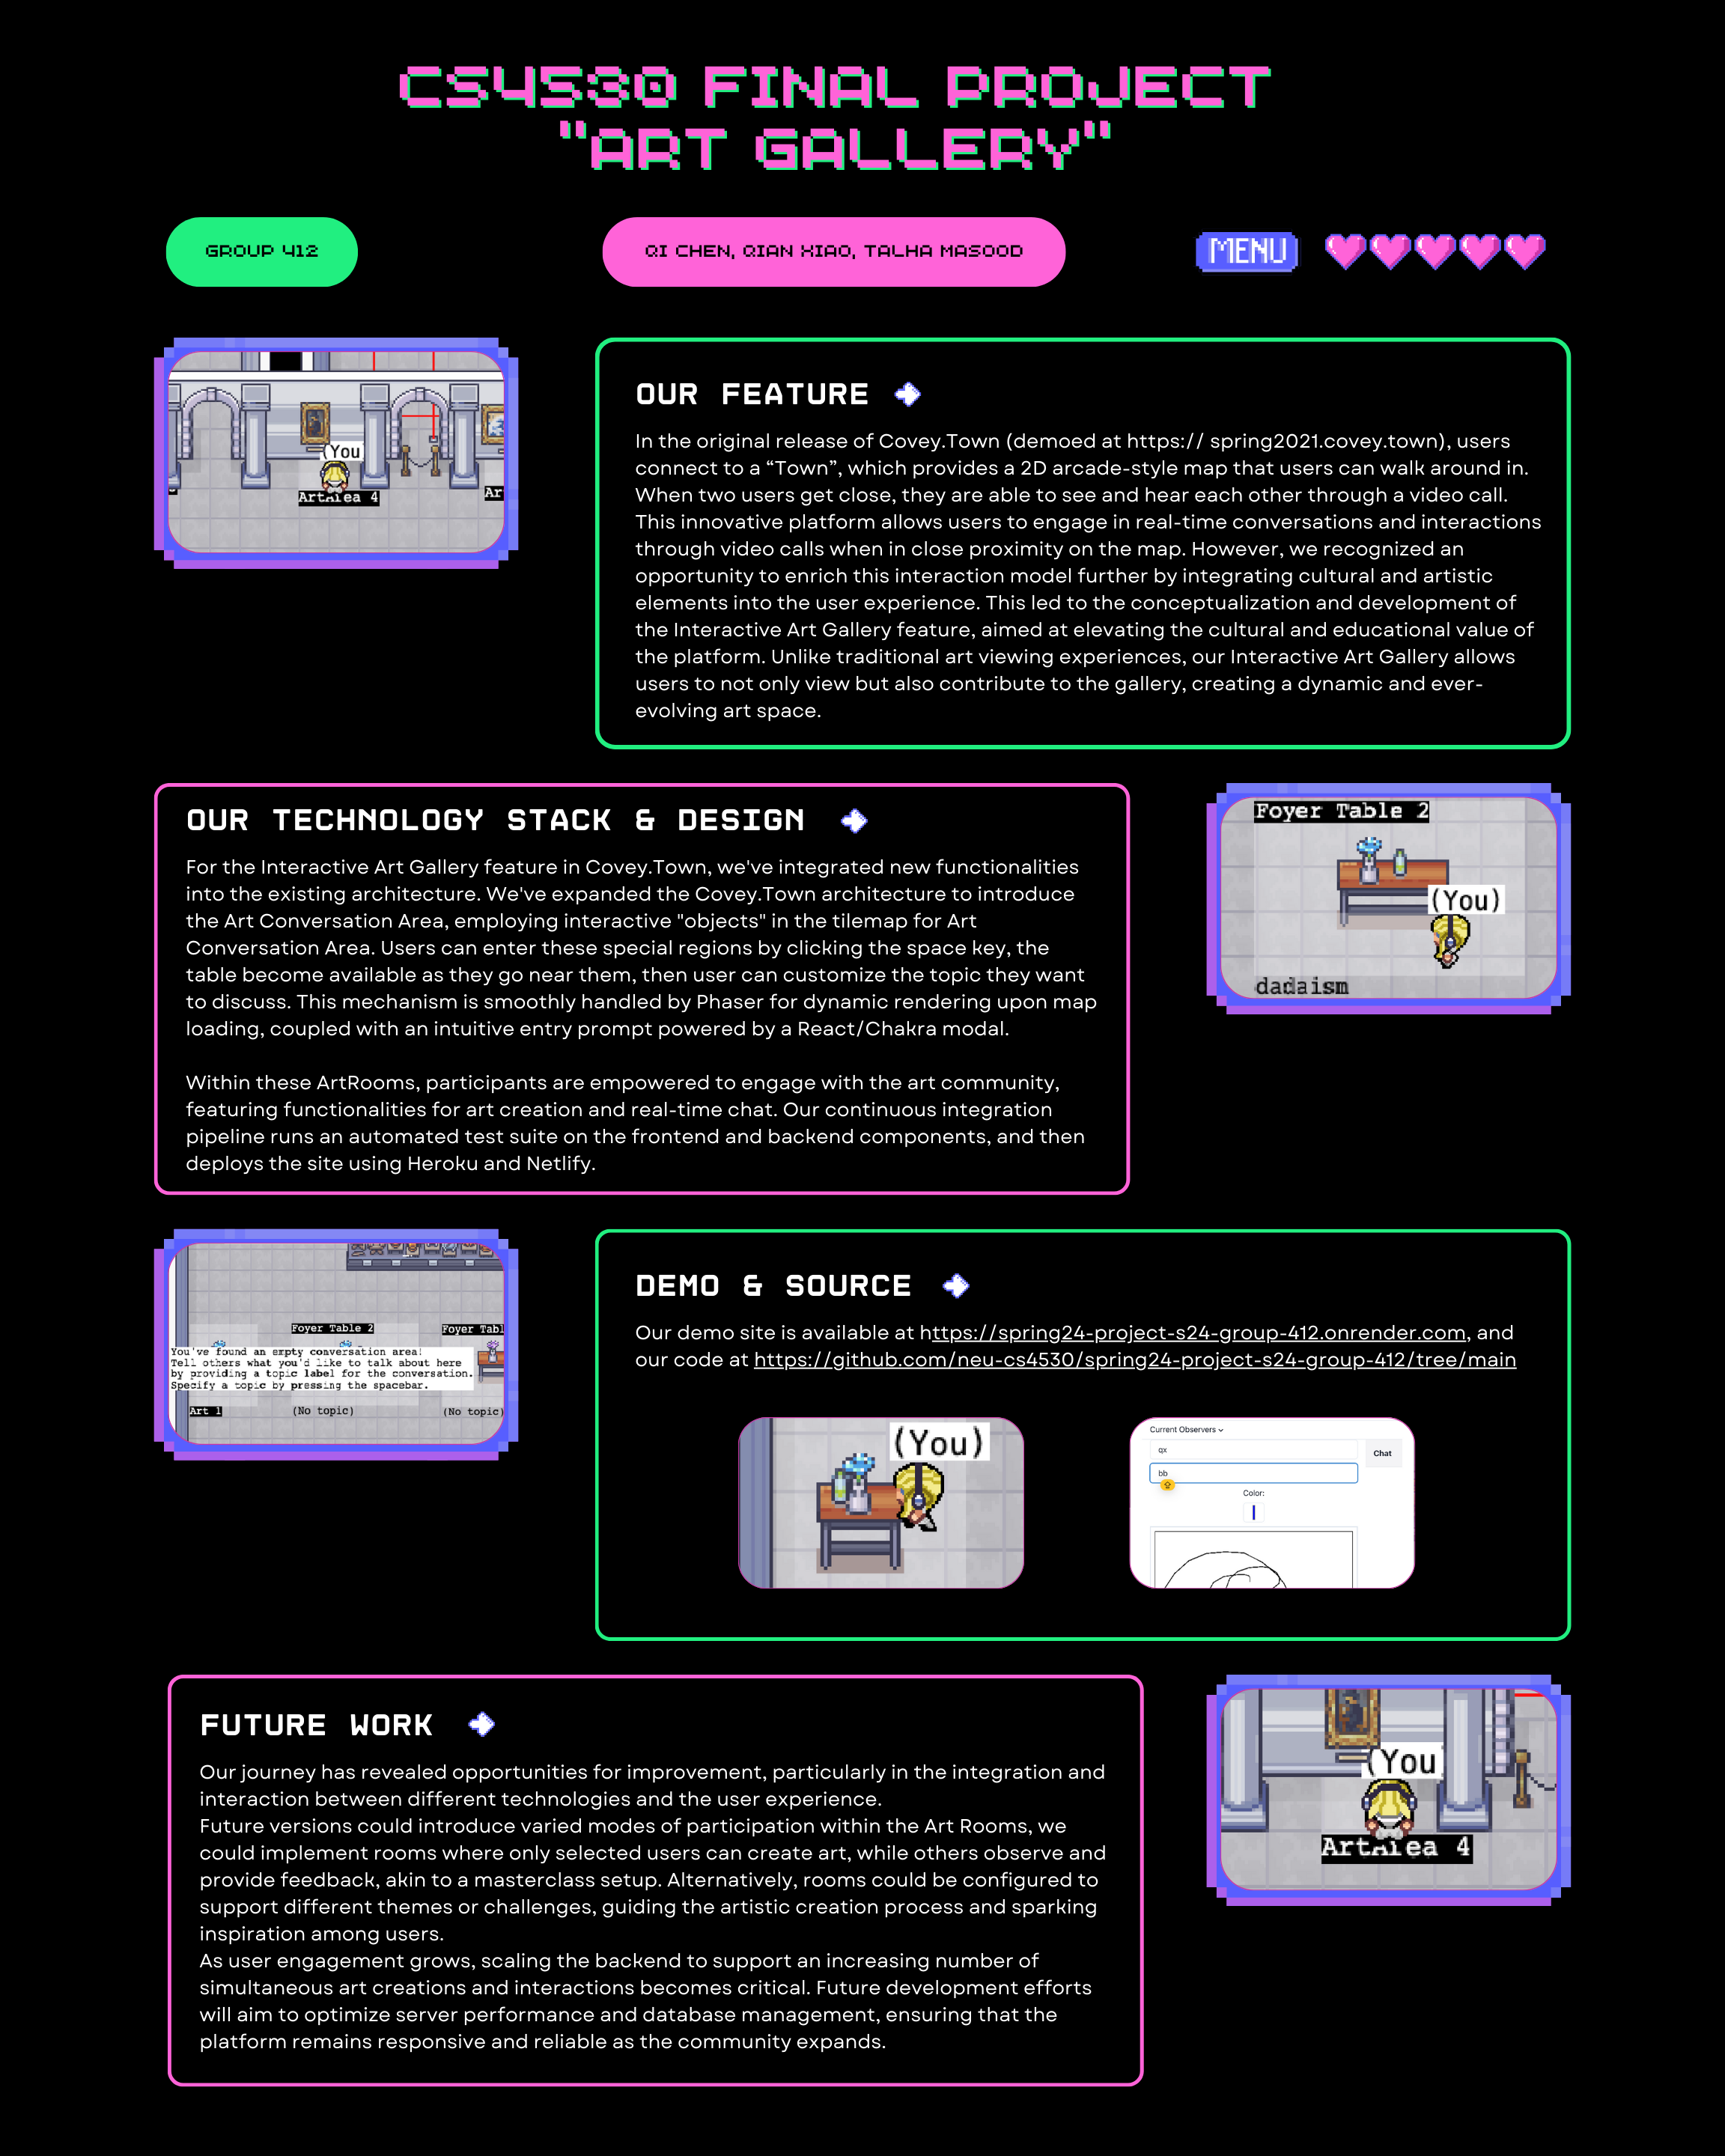 CS4530 FINAL PROJECT
"ART GALLERY"
GROUP 412
QI CHEN, QIAN XIAO, TALHA MASOOD
MENU
(You
ArtArea 4
Ar
OUR FEATURE
In the original release of Covey.Town (demoed at https:// spring2021.covey.town), users
connect to a “Town”, which provides a 2D arcade-style map that users can walk around in.
When two users get close, they are able to see and hear each other through a video call.
This innovative platform allows users to engage in real-time conversations and interactions
through video calls when in close proximity on the map. However, we recognized an
opportunity to enrich this interaction model further by integrating cultural and artistic
elements into the user experience. This led to the conceptualization and development of
the Interactive Art Gallery feature, aimed at elevating the cultural and educational value of
the platform. Unlike traditional art viewing experiences, our Interactive Art Gallery allows
users to not only view but also contribute to the gallery, creating a dynamic and ever-
evolving art space.
OUR TECHNOLOGY STACK & DESIGN
For the Interactive Art Gallery feature in Covey.Town, we've integrated new functionalities
into the existing architecture. We've expanded the Covey.Town architecture to introduce
the Art Conversation Area, employing interactive "objects" in the tilemap for Art
Conversation Area. Users can enter these special regions by clicking the space key, the
table become available as they go near them, then user can customize the topic they want
to discuss. This mechanism is smoothly handled by Phaser for dynamic rendering upon map
loading, coupled with an intuitive entry prompt powered by a React/Chakra modal.
Within these ArtRooms, participants are empowered to engage with the art community,
featuring functionalities for art creation and real-time chat. Our continuous integration
pipeline runs an automated test suite on the frontend and backend components, and then
deploys the site using Heroku and Netlify.
Foyer Table 2
(You)
dadaism
Foyer Table 2
Foyer Tabl
You've found an empty conversation area!
Tell others what you'd like to talk about here
by providing a topic label for the conversation.
Specify a topic by pressing the spacebar.
Art 1
(No topic)
(No topic)
DEMO & SOURCE
Our demo site is available at https://spring24-project-s24-group-412.onrender.com, and
our code at https://github.com/neu-cs4530/spring24-project-s24-group-412/tree/main
(You)
Current Observers
qx
Chat
bb
Color:
FUTURE WORK
Our journey has revealed opportunities for improvement, particularly in the integration and
interaction between different technologies and the user experience.
Future versions could introduce varied modes of participation within the Art Rooms, we
could implement rooms where only selected users can create art, while others observe and
provide feedback, akin to a masterclass setup. Alternatively, rooms could be configured to
support different themes or challenges, guiding the artistic creation process and sparking
inspiration among users.
As user engagement grows, scaling the backend to support an increasing number of
simultaneous art creations and interactions becomes critical. Future development efforts
will aim to optimize server performance and database management, ensuring that the
platform remains responsive and reliable as the community expands.
(You
ArtArea 4